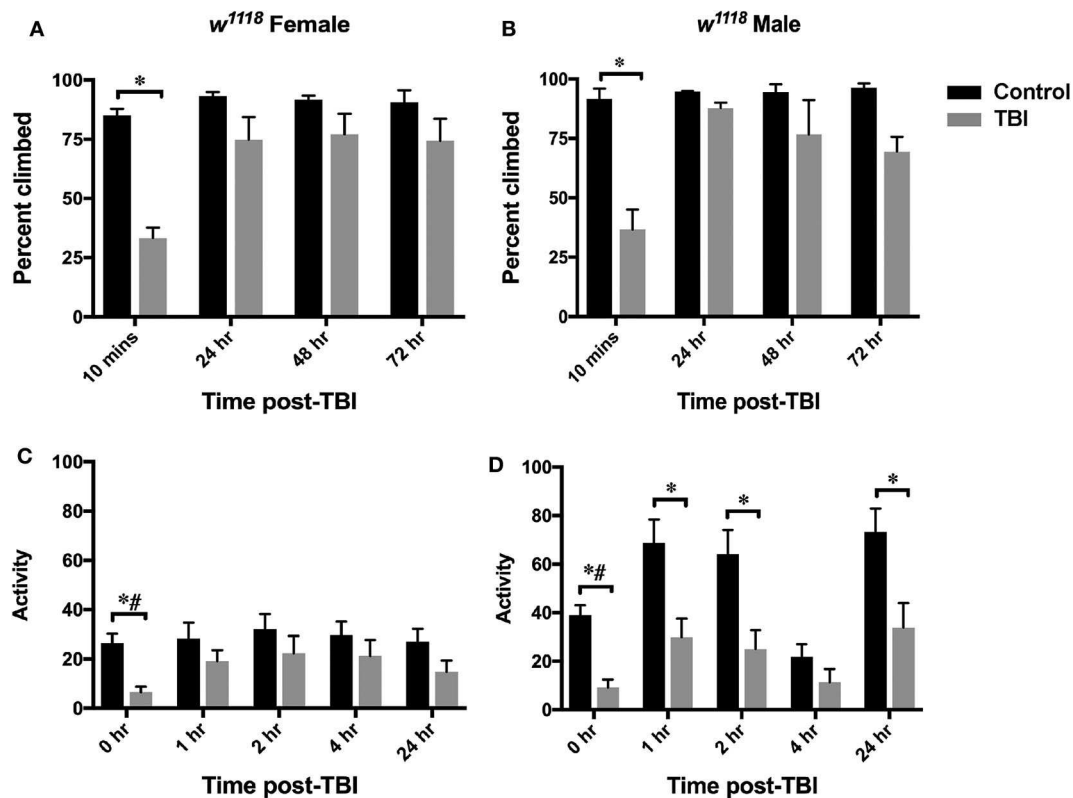 A
w1118 Female
100
75
50
25
0
Percent climbed
*
10 mins
24 hr
48 hr
72 hr
Time post-TBI
B
w1118 Male
100
75
50
25
0
Percent climbed
*
10 mins
24 hr
48 hr
72 hr
Time post-TBI
Control
TBI
C
100
80
60
40
20
0
Activity
*#
0 hr
1 hr
2 hr
4 hr
24 hr
Time post-TBI
D
100
80
60
40
20
0
Activity
*#
*
*
*
0 hr
1 hr
2 hr
4 hr
24 hr
Time post-TBI